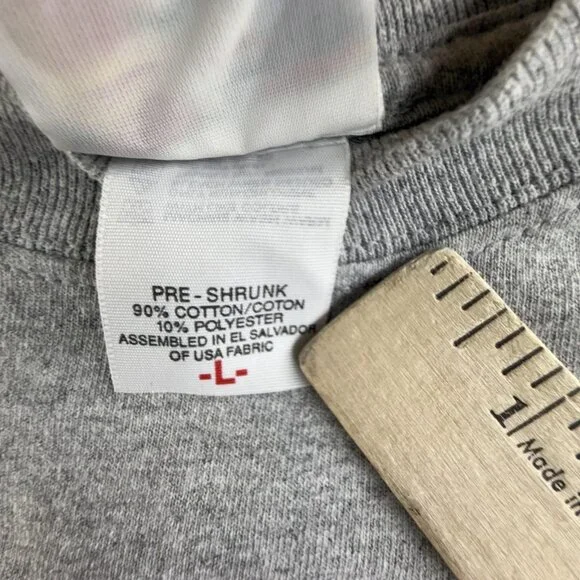 PRE-SHRUNK
90% COTTON/COTON
10% POLYESTER
ASSEMBLED IN EL SALVADOR
OF USA FABRIC
-L-
1
Made in